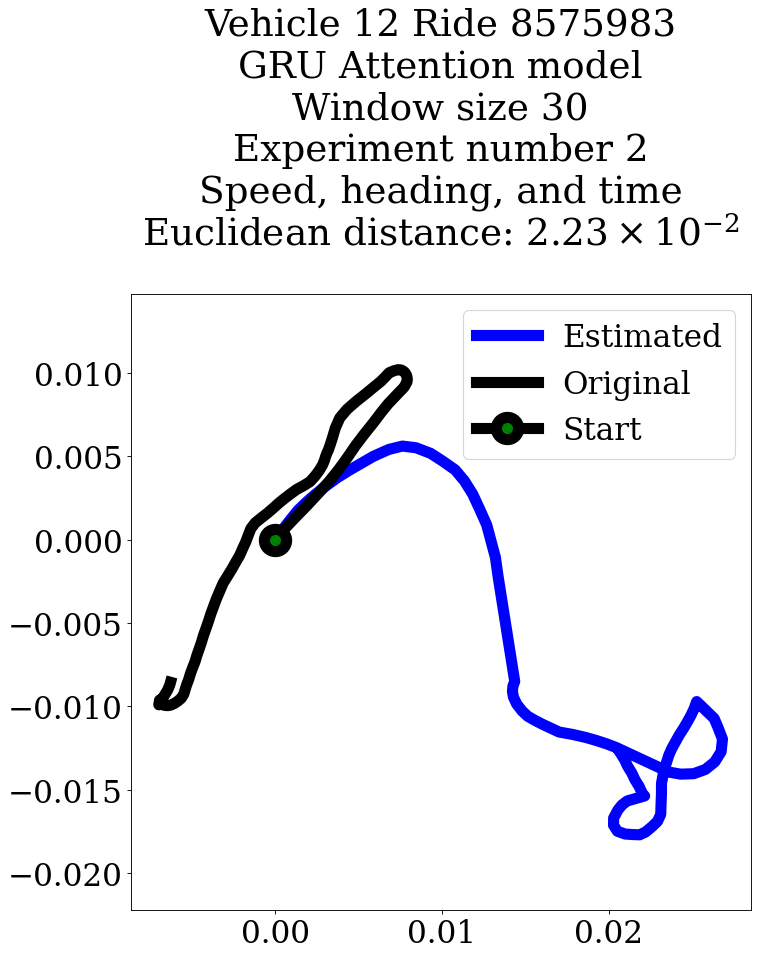 Vehicle 12 Ride 8575983
GRU Attention model
Window size 30
Experiment number 2
Speed, heading, and time
Euclidean distance: 2.23 × 10⁻²
Estimated
Original
Start
0.010
0.005
0.000
−0.005
−0.010
−0.015
−0.020
0.00 0.01 0.02